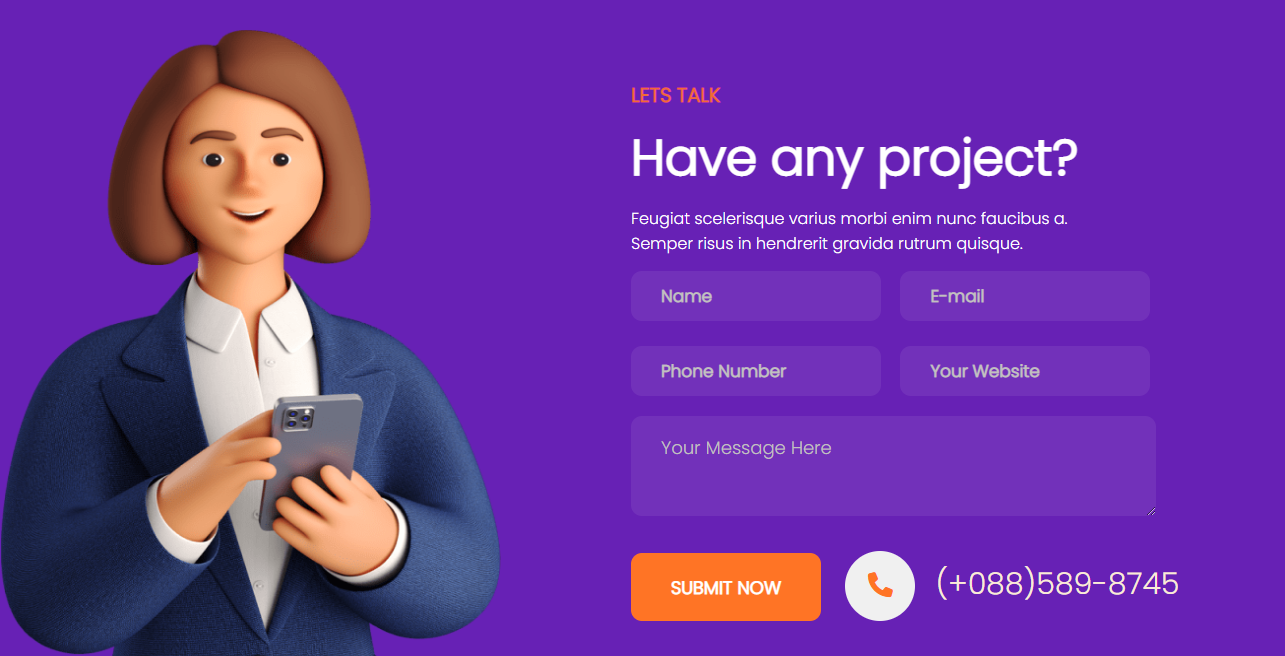 LETS TALK
Have any project?
Feugiat scelerisque varius morbi enim nunc faucibus a.
Semper risus in hendrerit gravida rutrum quisque.
Name
E-mail
Phone Number
Your Website
Your Message Here
SUBMIT NOW
(+088)589-8745